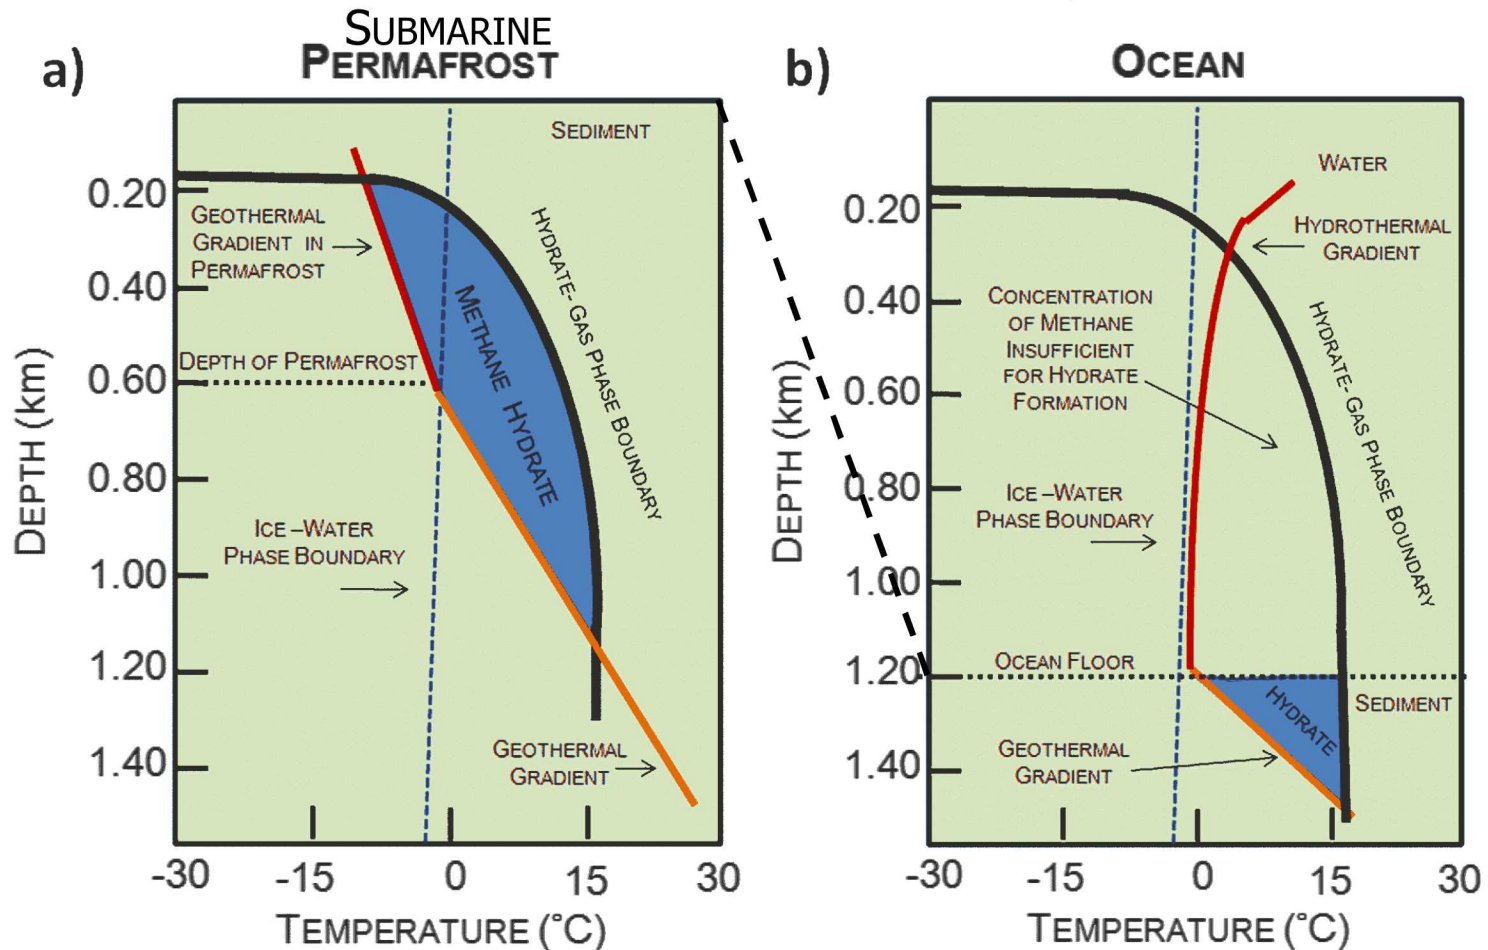 a)
SUBMARINE
PERMAFROST
SEDIMENT
0.20
GEOTHERMAL
GRADIENT IN
PERMAFROST
0.40
DEPTH OF PERMAFROST
0.60
METHANE HYDRATE
HYDRATE- GAS PHASE BOUNDARY
0.80
ICE –WATER
PHASE BOUNDARY
1.00
1.20
GEOTHERMAL
GRADIENT
1.40
DEPTH (km)
-30 -15 0 15 30
TEMPERATURE (°C)
b)
OCEAN
WATER
0.20
HYDROTHERMAL
GRADIENT
CONCENTRATION
OF METHANE
INSUFFICIENT
FOR HYDRATE
FORMATION
0.40
0.60
HYDRATE- GAS PHASE BOUNDARY
0.80
ICE –WATER
PHASE BOUNDARY
1.00
OCEAN FLOOR
1.20
HYDRATE
SEDIMENT
GEOTHERMAL
GRADIENT
1.40
DEPTH (km)
-30 -15 0 15 30
TEMPERATURE (°C)